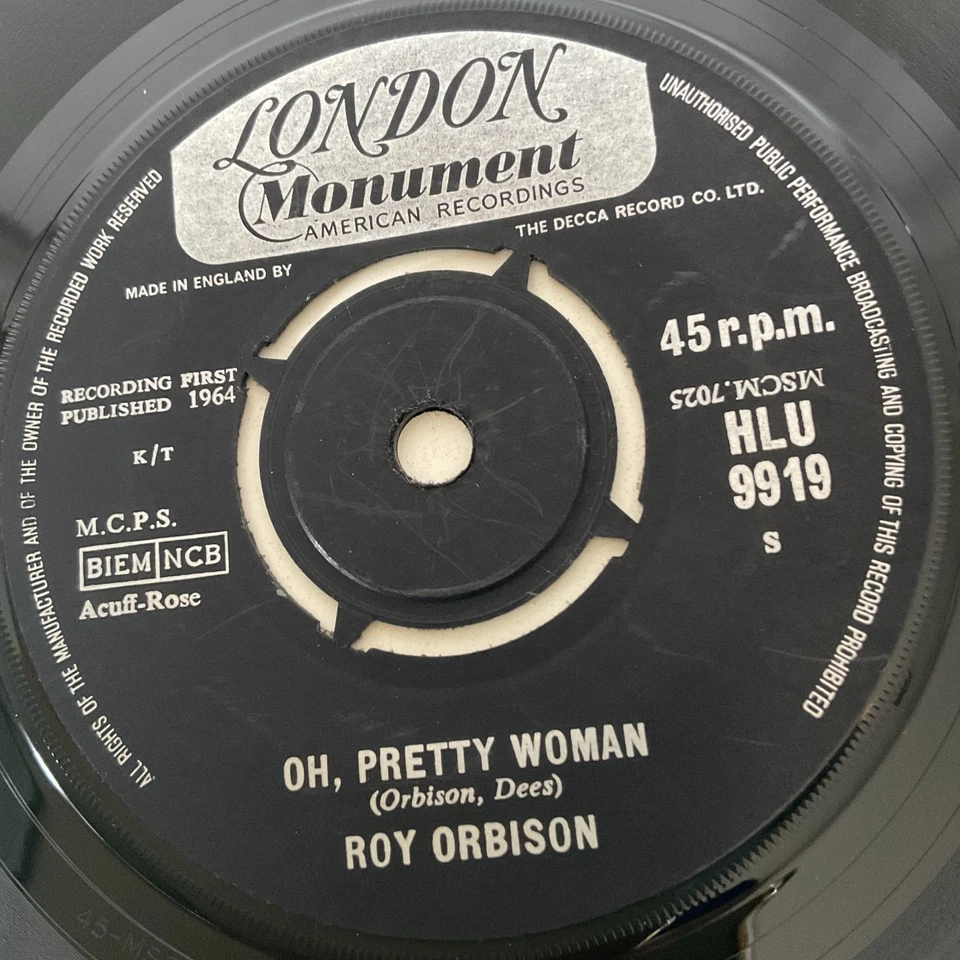 LONDON
Monument
AMERICAN RECORDINGS
MADE IN ENGLAND BY
THE DECCA RECORD CO. LTD.
ALL RIGHTS OF THE MANUFACTURER AND OF THE OWNER OF THE RECORDED WORK RESERVED
UNAUTHORISED PUBLIC PERFORMANCE BROADCASTING AND COPYING OF THIS RECORD PROHIBITED
RECORDING FIRST
PUBLISHED 1964
K/T
M.C.P.S.
BIEM NCB
Acuff-Rose
45 r.p.m.
MSCM.7025
HLU
9919
S
OH, PRETTY WOMAN
(Orbison, Dees)
ROY ORBISON